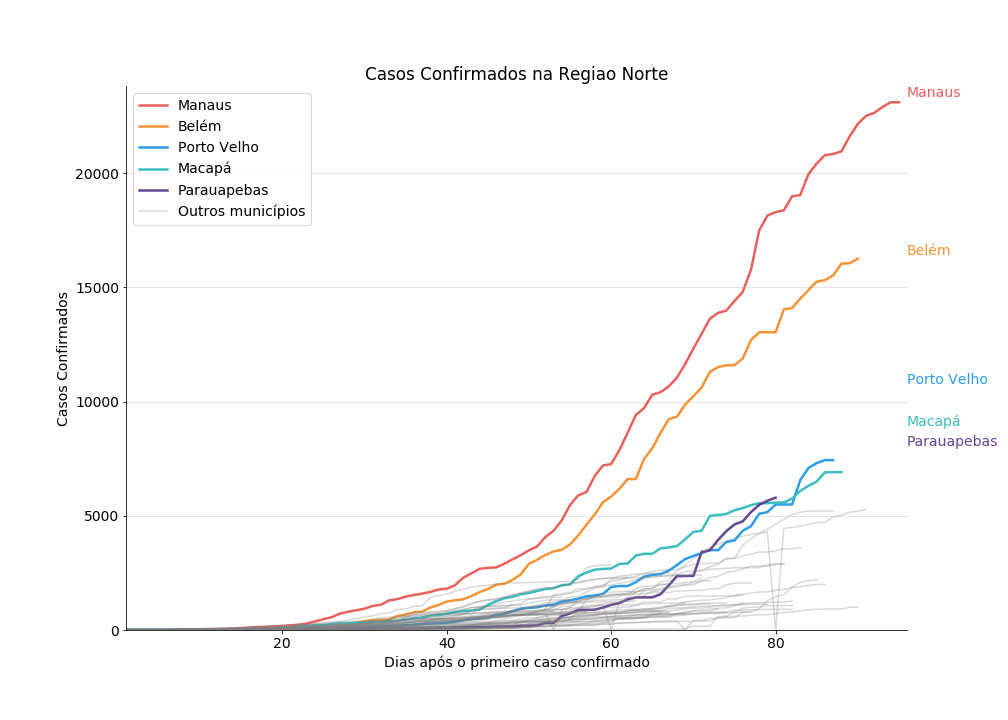 Casos Confirmados na Regiao Norte
Manaus
Belém
Porto Velho
Macapá
Parauapebas
Outros municípios
Manaus
Belém
Porto Velho
Macapá
Parauapebas
Casos Confirmados
20000
15000
10000
5000
0
20
40
60
80
Dias após o primeiro caso confirmado